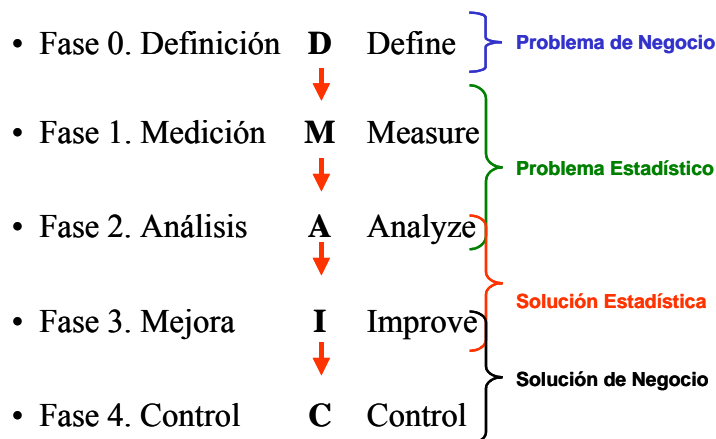 • Fase 0. Definición D Define
Problema de Negocio
• Fase 1. Medición M Measure
Problema Estadístico
• Fase 2. Análisis A Analyze
Solución Estadística
• Fase 3. Mejora I Improve
Solución de Negocio
• Fase 4. Control C Control